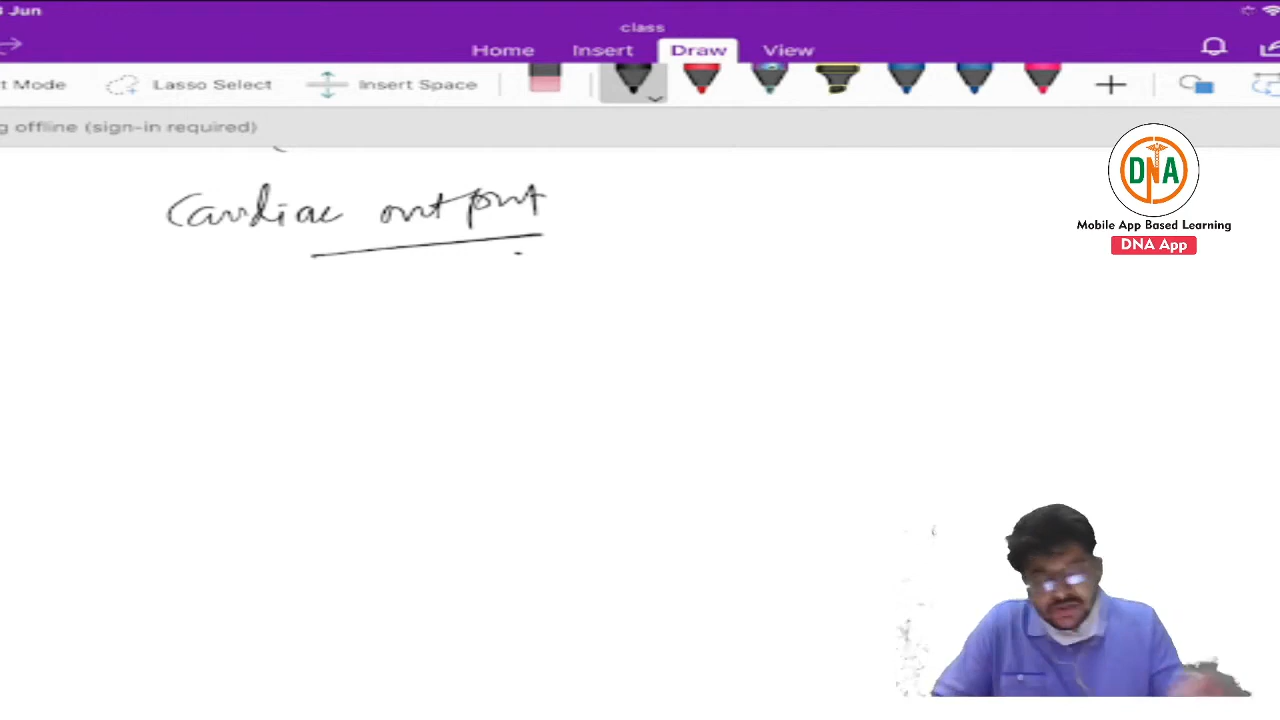 Jun
class
Home Insert Draw View
Mode Lasso Select Insert Space
offline (sign-in required)
DNA
Mobile App Based Learning
DNA App
Cardiac output